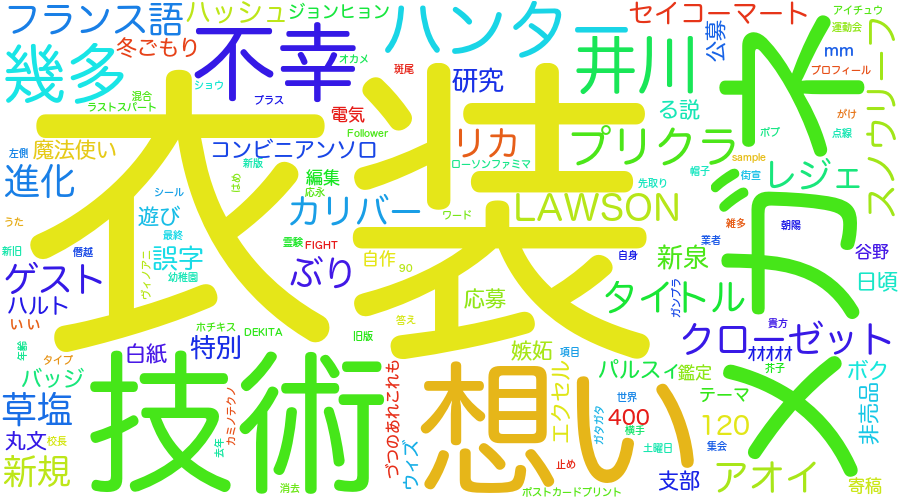 フランス語
ハッシュ
ジョンヒョン
ハンター
セイコーマート
アイチュウ
運動会
幾多
冬ごもり
不幸
オカメ
井川
公募
mm
プロフィール
メガネ
スノウリーフ
斑尾
研究
ショウ
プラス
混合
ラストスパート
電気
Follower
る説
がけ
点線
ポプ
左側
魔法使い
コンビニアンソロ
リカ
プリクラ
ローソンファミマ
sample
帽子
街宣
レジェ
進化
新版
はめ
編集
応永
シール
衣装
先取り
カリバー
ワード
LAWSON
雑多
朝陽
うた
遊び
最終
新旧
僭越
誤字
霊験
FIGHT
自作
90
自身
業者
新泉
谷野
日頃
ゲスト
ヴィノアニ
幼稚園
ぶり
応募
ガンプラ
タイトル
ハルト
いい
ホチキス
DEKITA
旧版
答え
貴方
クローゼット
年齢
タイプ
白紙
特別
嫉妬
項目
ｵｵｵｵ
芥子
バッジ
技術
想い
エクセル
パルスィ
鑑定
ボク
草塩
カミノテクノ
づつのあれこれも
世界
テーマ
非売品
丸文
校長
去年
ウィズ
ガタガタ
400
横手
120
土曜日
集会
新規
消去
止め
支部
アオイ
寄稿
ポストカードプリント